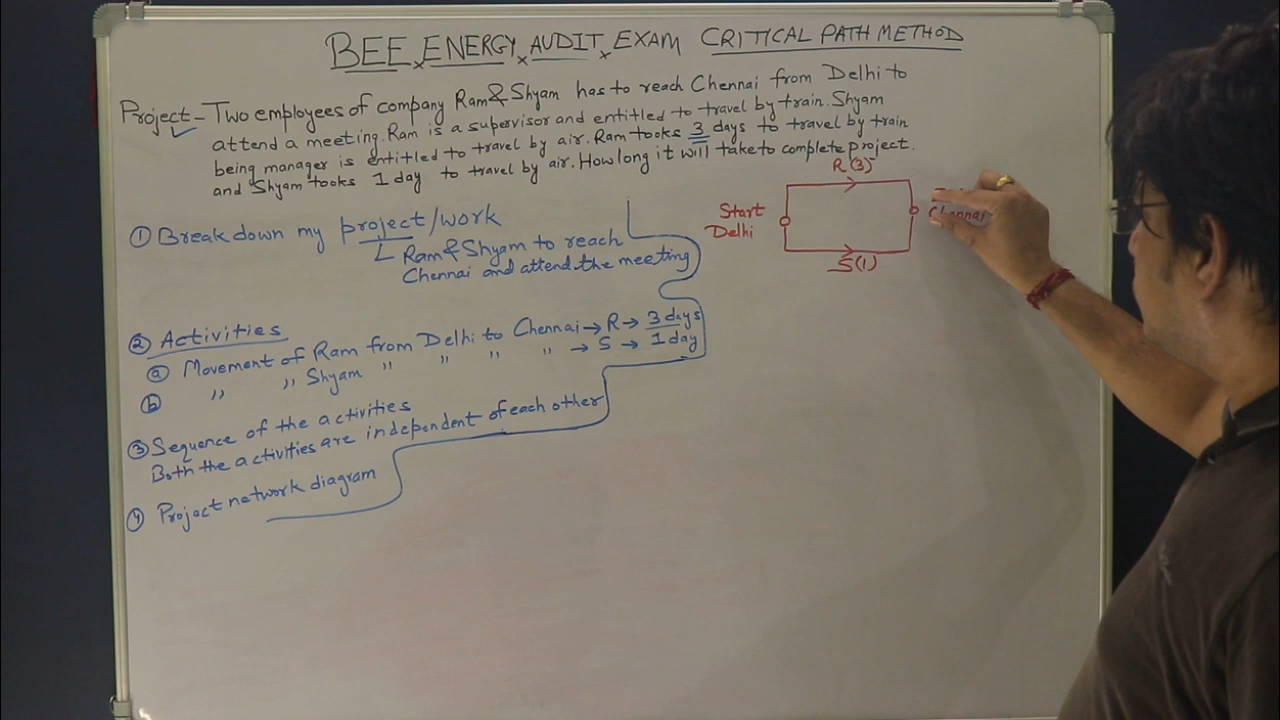 BEE ENERGY AUDIT EXAM CRITICAL PATH METHOD
Project - Two employees of company Ram & Shyam has to reach Chennai from Delhi to
attend a meeting. Ram is a supervisor and entitled to travel by train. Shyam
being manager is entitled to travel by air. Ram tooks 3 days to travel by train
and Shyam tooks 1 day to travel by air. How long it will take to complete project.
① Break down my project/work
Ram & Shyam to reach
Chennai and attend the meeting
② Activities
ⓐ Movement of Ram from Delhi to Chennai → R → 3 days
ⓑ " " Shyam " " " " → S → 1 day
③ Sequence of the activities
Both the activities are independent of each other
④ Project network diagram
R(3)
Start
Delhi
Chennai
S(1)